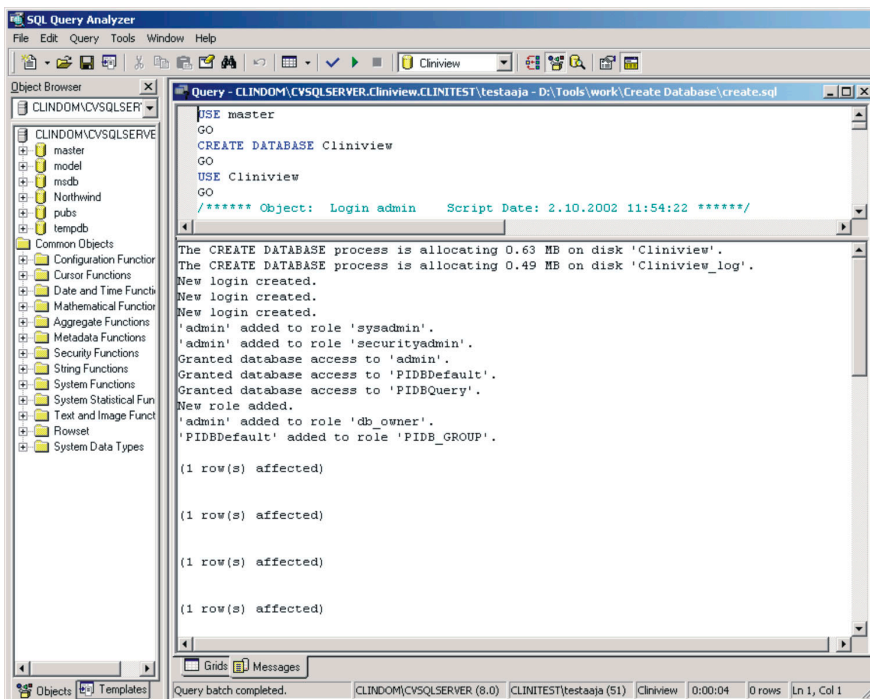 SQL Query Analyzer
File Edit Query Tools Window Help
Cliniview
Object Browser
CLINDOM\CVSQLSER
CLINDOM\CVSQLSERVE
master
model
msdb
Northwind
pubs
tempdb
Common Objects
Configuration Function
Cursor Functions
Date and Time Functi
Mathematical Function
Aggregate Functions
Metadata Functions
Security Functions
String Functions
System Functions
System Statistical Fun
Text and Image Funct
Rowset
System Data Types
Objects Templates
Query - CLINDOM\CVSQLSERVER.Cliniview.CLINITEST\testaaja - D:\Tools\work\Create Database\create.sql
USE master
GO
CREATE DATABASE Cliniview
GO
USE Cliniview
GO
/****** Object: Login admin Script Date: 2.10.2002 11:54:22 ******/
The CREATE DATABASE process is allocating 0.63 MB on disk 'Cliniview'.
The CREATE DATABASE process is allocating 0.49 MB on disk 'Cliniview_log'.
New login created.
New login created.
New login created.
'admin' added to role 'sysadmin'.
'admin' added to role 'securityadmin'.
Granted database access to 'admin'.
Granted database access to 'PIDBDefault'.
Granted database access to 'PIDBQuery'.
New role added.
'admin' added to role 'db_owner'.
'PIDBDefault' added to role 'PIDB_GROUP'.
(1 row(s) affected)
(1 row(s) affected)
(1 row(s) affected)
(1 row(s) affected)
Grids Messages
Query batch completed. CLINDOM\CVSQLSERVER (8.0) CLINITEST\testaaja (51) Cliniview 0:00:04 0 rows Ln 1, Col 1